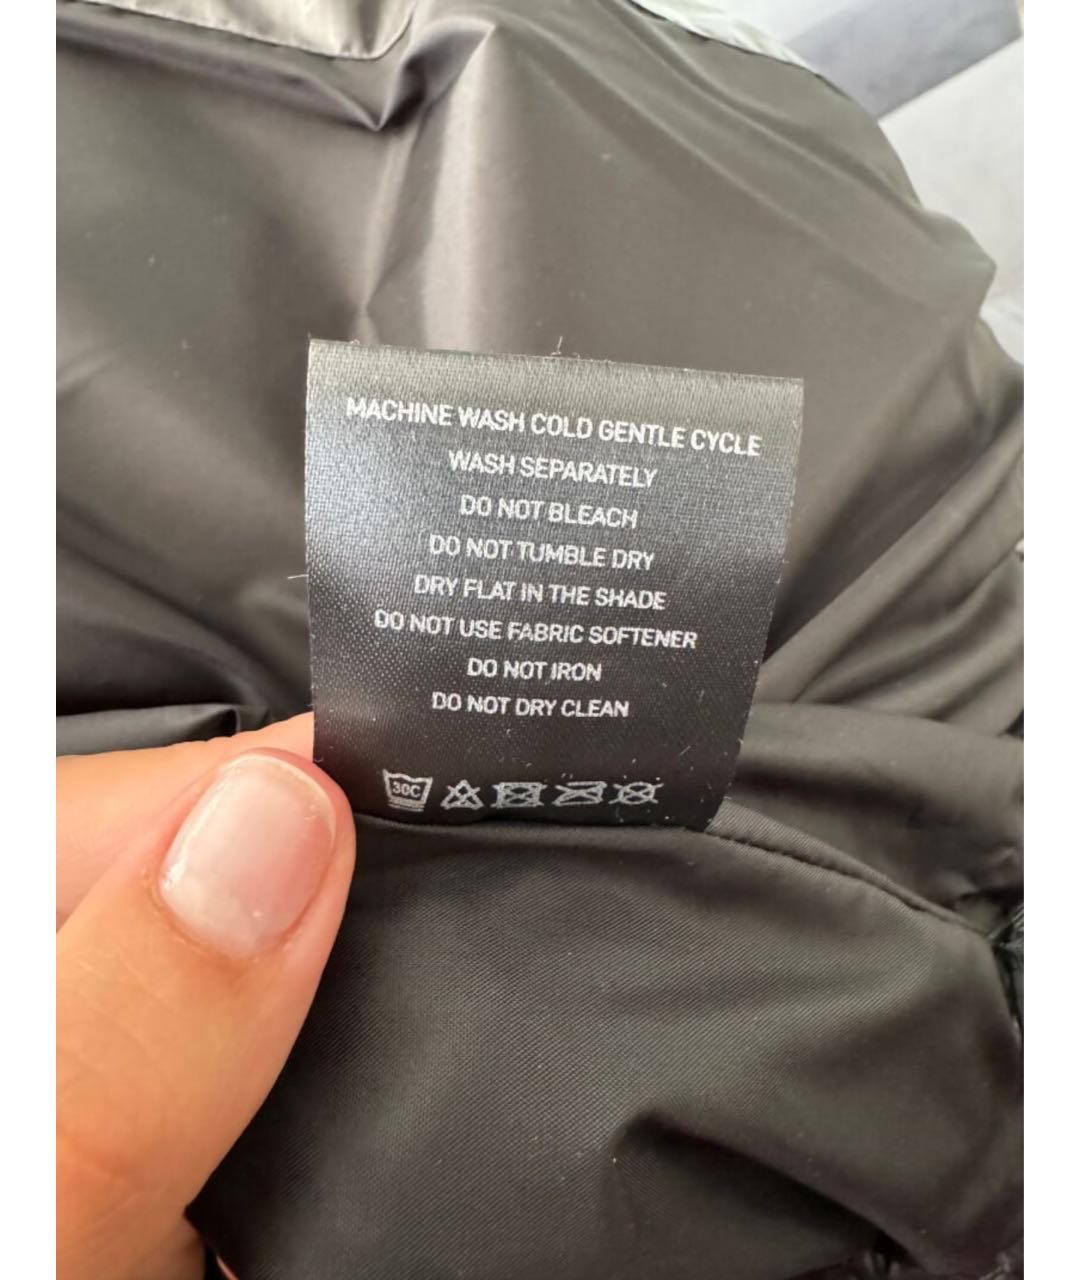 MACHINE WASH COLD GENTLE CYCLE
WASH SEPARATELY
DO NOT BLEACH
DO NOT TUMBLE DRY
DRY FLAT IN THE SHADE
DO NOT USE FABRIC SOFTENER
DO NOT IRON
DO NOT DRY CLEAN
30C